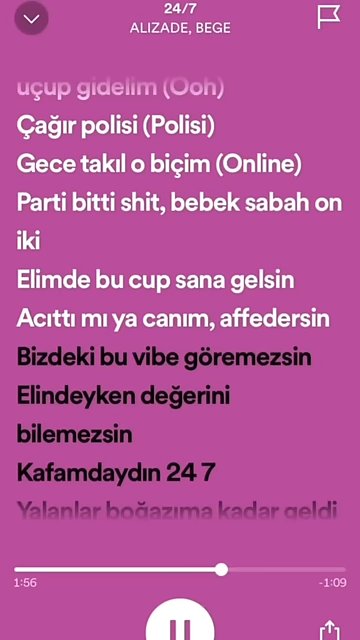 24/7
ALIZADE, BEGE
uçup gidelim (Ooh)
Çağır polisi (Polisi)
Gece takıl o biçim (Online)
Parti bitti shit, bebek sabah on
iki
Elimde bu cup sana gelsin
Acıttı mı ya canım, affedersin
Bizdeki bu vibe göremezsin
Elindeyken değerini
bilemezsin
Kafamdaydın 24 7
Yalanlar boğazıma kadar geldi
1:56
-1:09